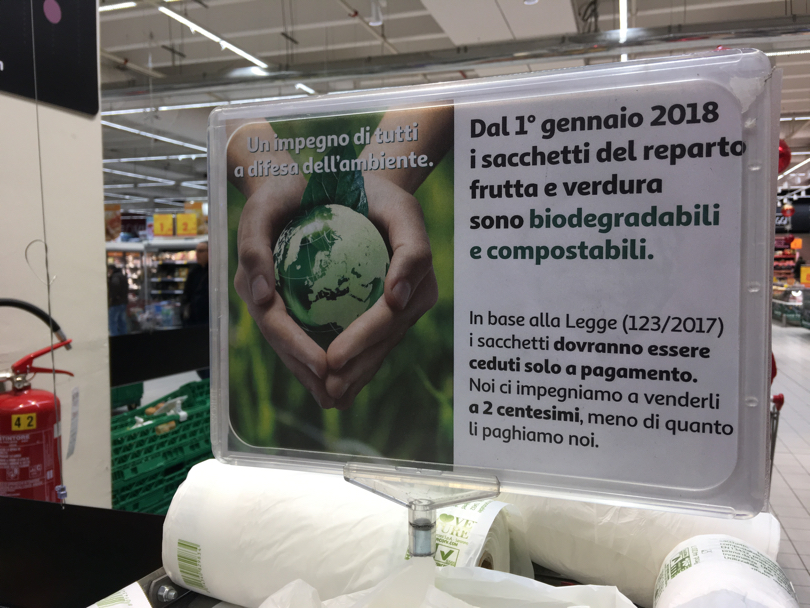 Un impegno di tutti
a difesa dell'ambiente.
Dal 1° gennaio 2018
i sacchetti del reparto
frutta e verdura
sono biodegradabili
e compostabili.
In base alla Legge (123/2017)
i sacchetti dovranno essere
ceduti solo a pagamento.
Noi ci impegniamo a venderli
a 2 centesimi, meno di quanto
li paghiamo noi.
1 2
42